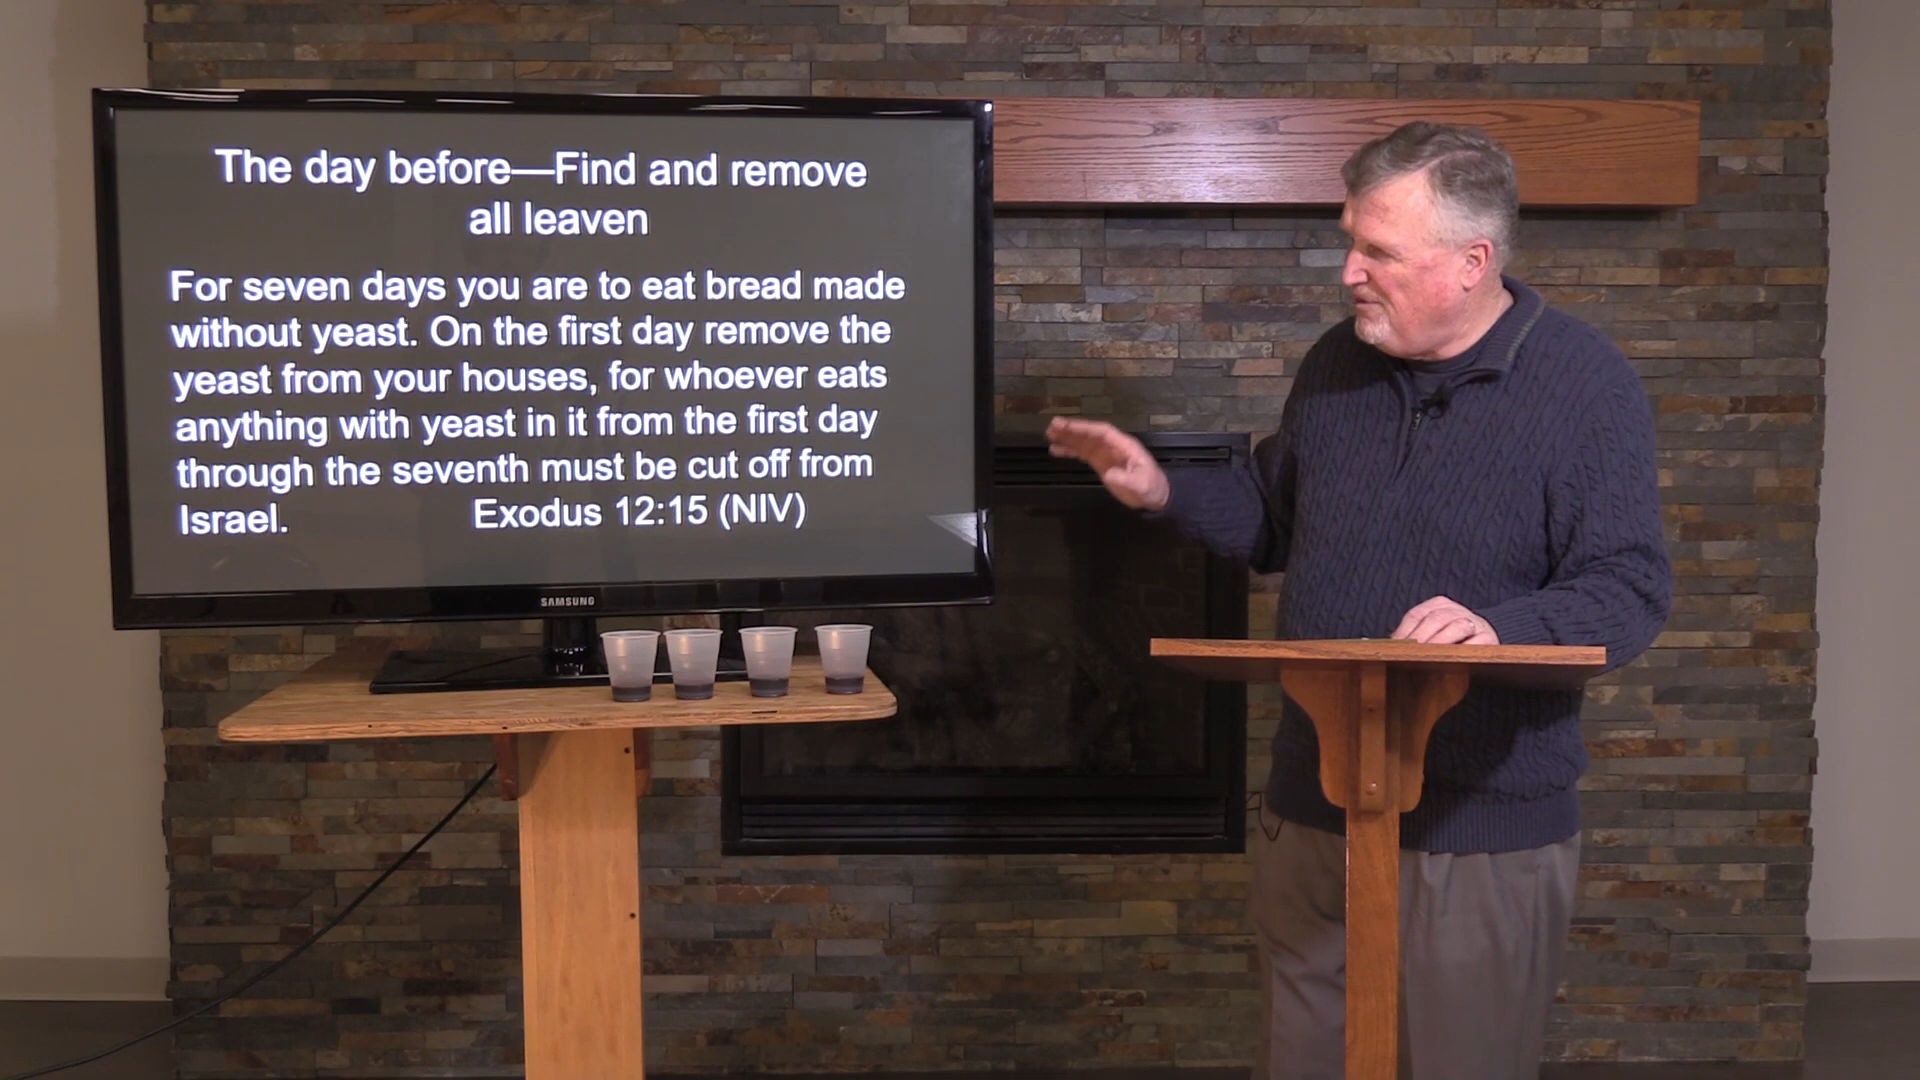 The day before—Find and remove
all leaven
For seven days you are to eat bread made
without yeast. On the first day remove the
yeast from your houses, for whoever eats
anything with yeast in it from the first day
through the seventh must be cut off from
Israel. Exodus 12:15 (NIV)
SAMSUNG